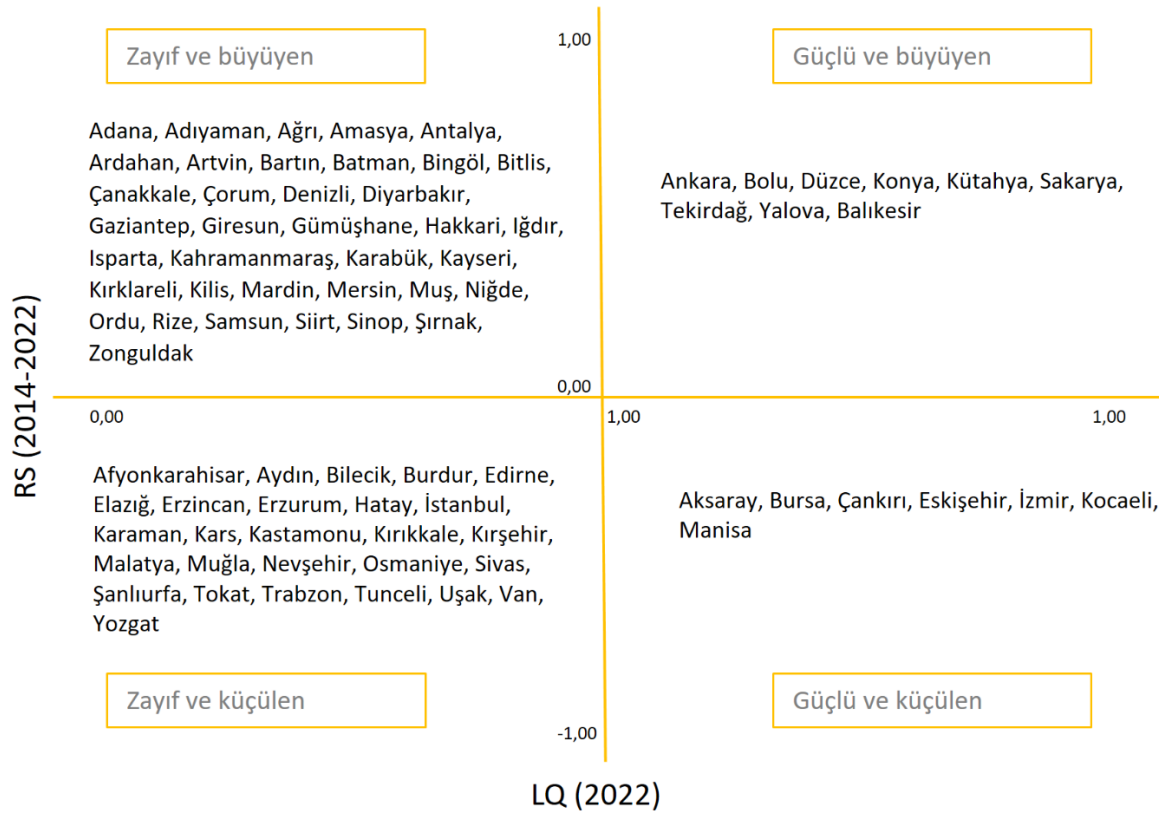 Zayıf ve büyüyen
1,00
Güçlü ve büyüyen
Adana, Adıyaman, Ağrı, Amasya, Antalya,
Ardahan, Artvin, Bartın, Batman, Bingöl, Bitlis,
Çanakkale, Çorum, Denizli, Diyarbakır,
Gaziantep, Giresun, Gümüşhane, Hakkari, Iğdır,
Isparta, Kahramanmaraş, Karabük, Kayseri,
Kırklareli, Kilis, Mardin, Mersin, Muş, Niğde,
Ordu, Rize, Samsun, Siirt, Sinop, Şırnak,
Zonguldak
Ankara, Bolu, Düzce, Konya, Kütahya, Sakarya,
Tekirdağ, Yalova, Balıkesir
RS (2014-2022)
0,00
0,00
1,00
1,00
Afyonkarahisar, Aydın, Bilecik, Burdur, Edirne,
Elazığ, Erzincan, Erzurum, Hatay, İstanbul,
Karaman, Kars, Kastamonu, Kırıkkale, Kırşehir,
Malatya, Muğla, Nevşehir, Osmaniye, Sivas,
Şanlıurfa, Tokat, Trabzon, Tunceli, Uşak, Van,
Yozgat
Aksaray, Bursa, Çankırı, Eskişehir, İzmir, Kocaeli,
Manisa
Zayıf ve küçülen
-1,00
Güçlü ve küçülen
LQ (2022)